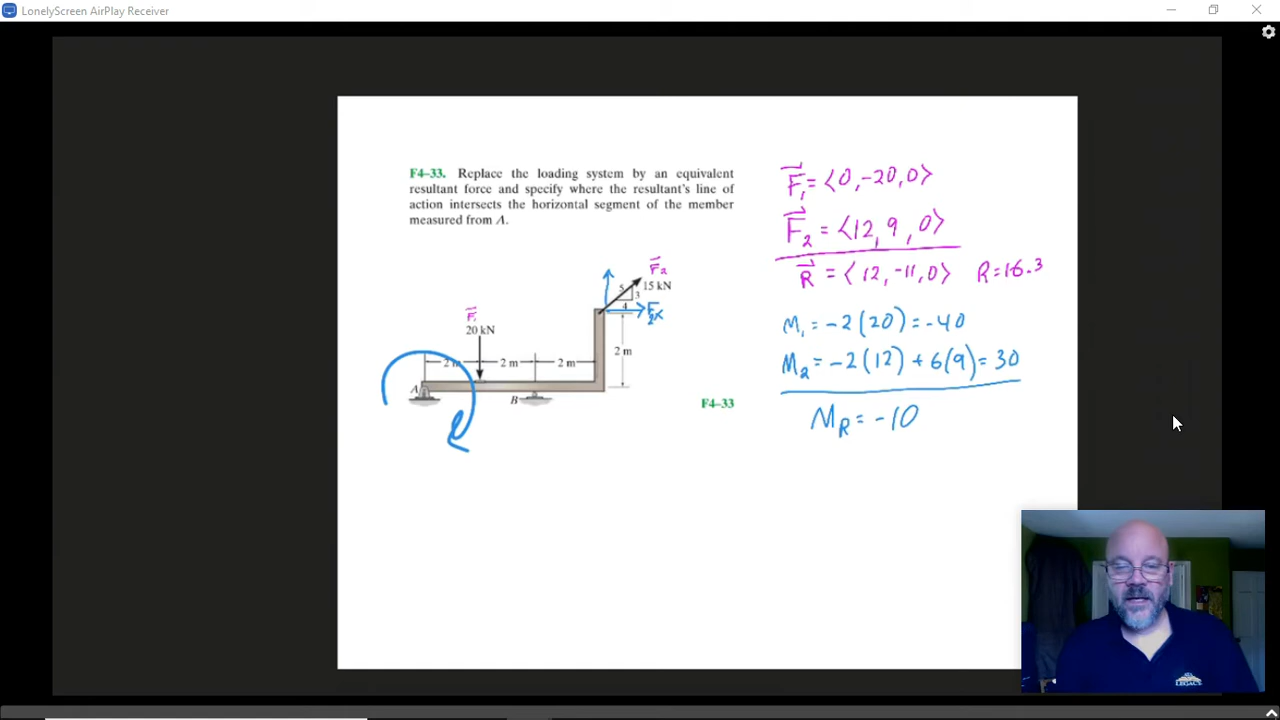 LonelyScreen AirPlay Receiver
F4–33. Replace the loading system by an equivalent
resultant force and specify where the resultant's line of
action intersects the horizontal segment of the member
measured from A.
F₁
20 kN
F₂
15 kN
5
3
4
F₂x
2 m
2 m
2 m
2 m
A
B
F4–33
F₁ = <0, -20, 0>
F₂ = <12, 9, 0>
R = <12, -11, 0> R = 16.3
M₁ = -2(20) = -40
M₂ = -2(12) + 6(9) = 30
M_R = -10
LEGACY